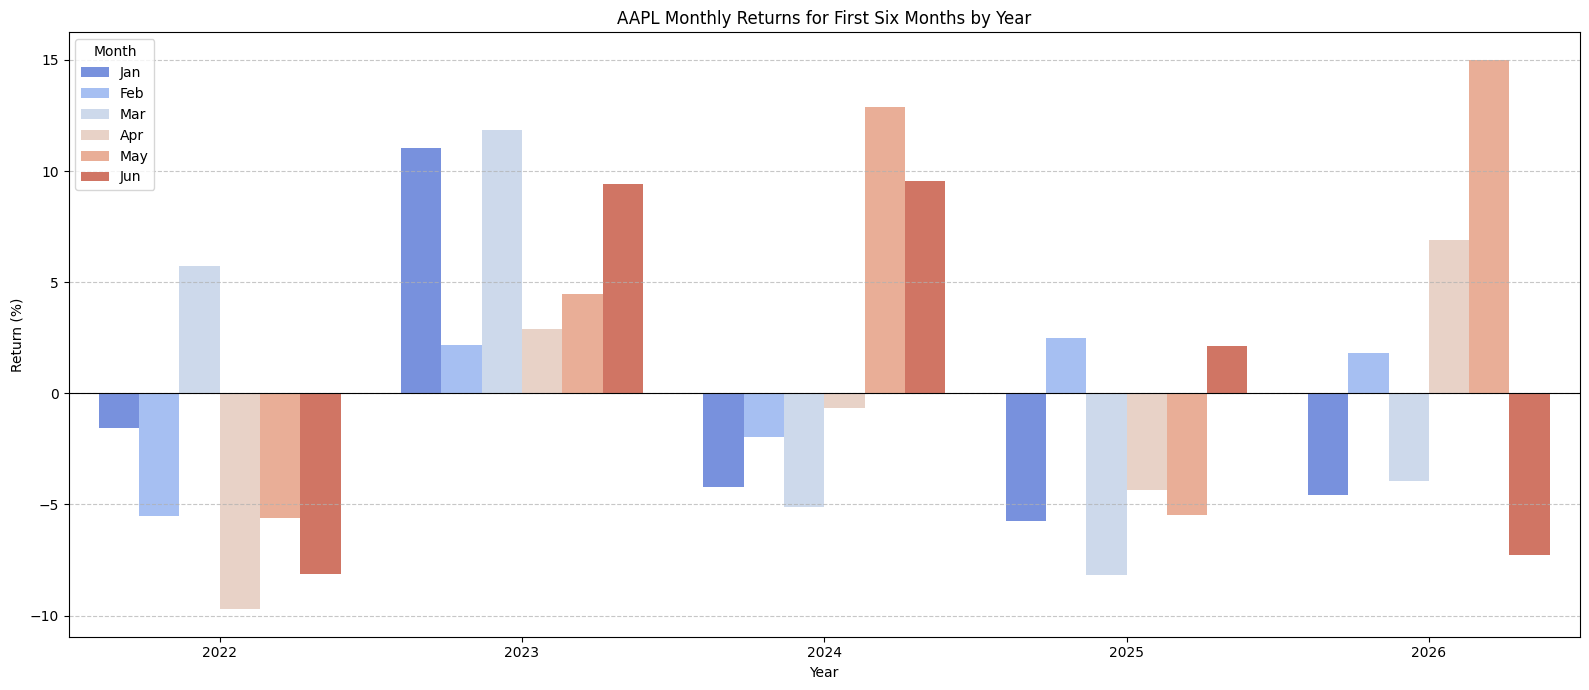 AAPL Monthly Returns for First Six Months by Year
Month
Jan
Feb
Mar
Apr
May
Jun
Return (%)
15
10
5
0
−5
−10
2022 2023 2024 2025 2026
Year